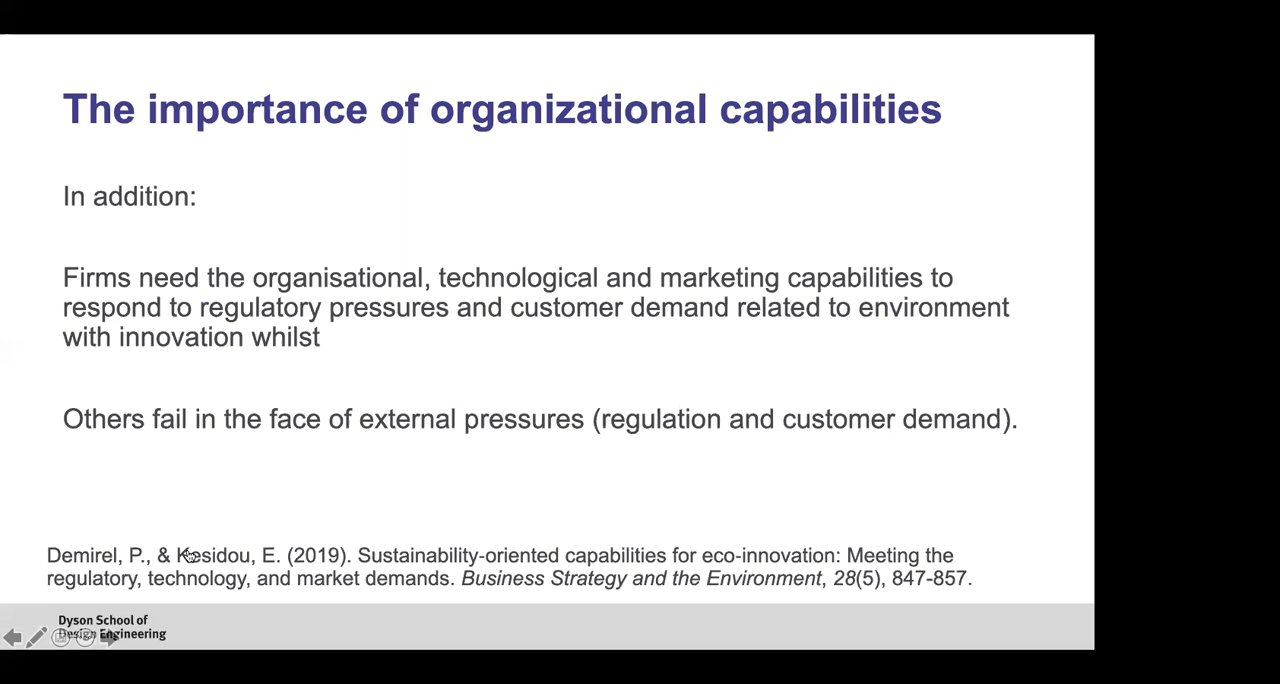 The importance of organizational capabilities
In addition:
Firms need the organisational, technological and marketing capabilities to
respond to regulatory pressures and customer demand related to environment
with innovation whilst
Others fail in the face of external pressures (regulation and customer demand).
Demirel, P., & Kesidou, E. (2019). Sustainability-oriented capabilities for eco-innovation: Meeting the
regulatory, technology, and market demands. Business Strategy and the Environment, 28(5), 847-857.
Dyson School of
Design Engineering